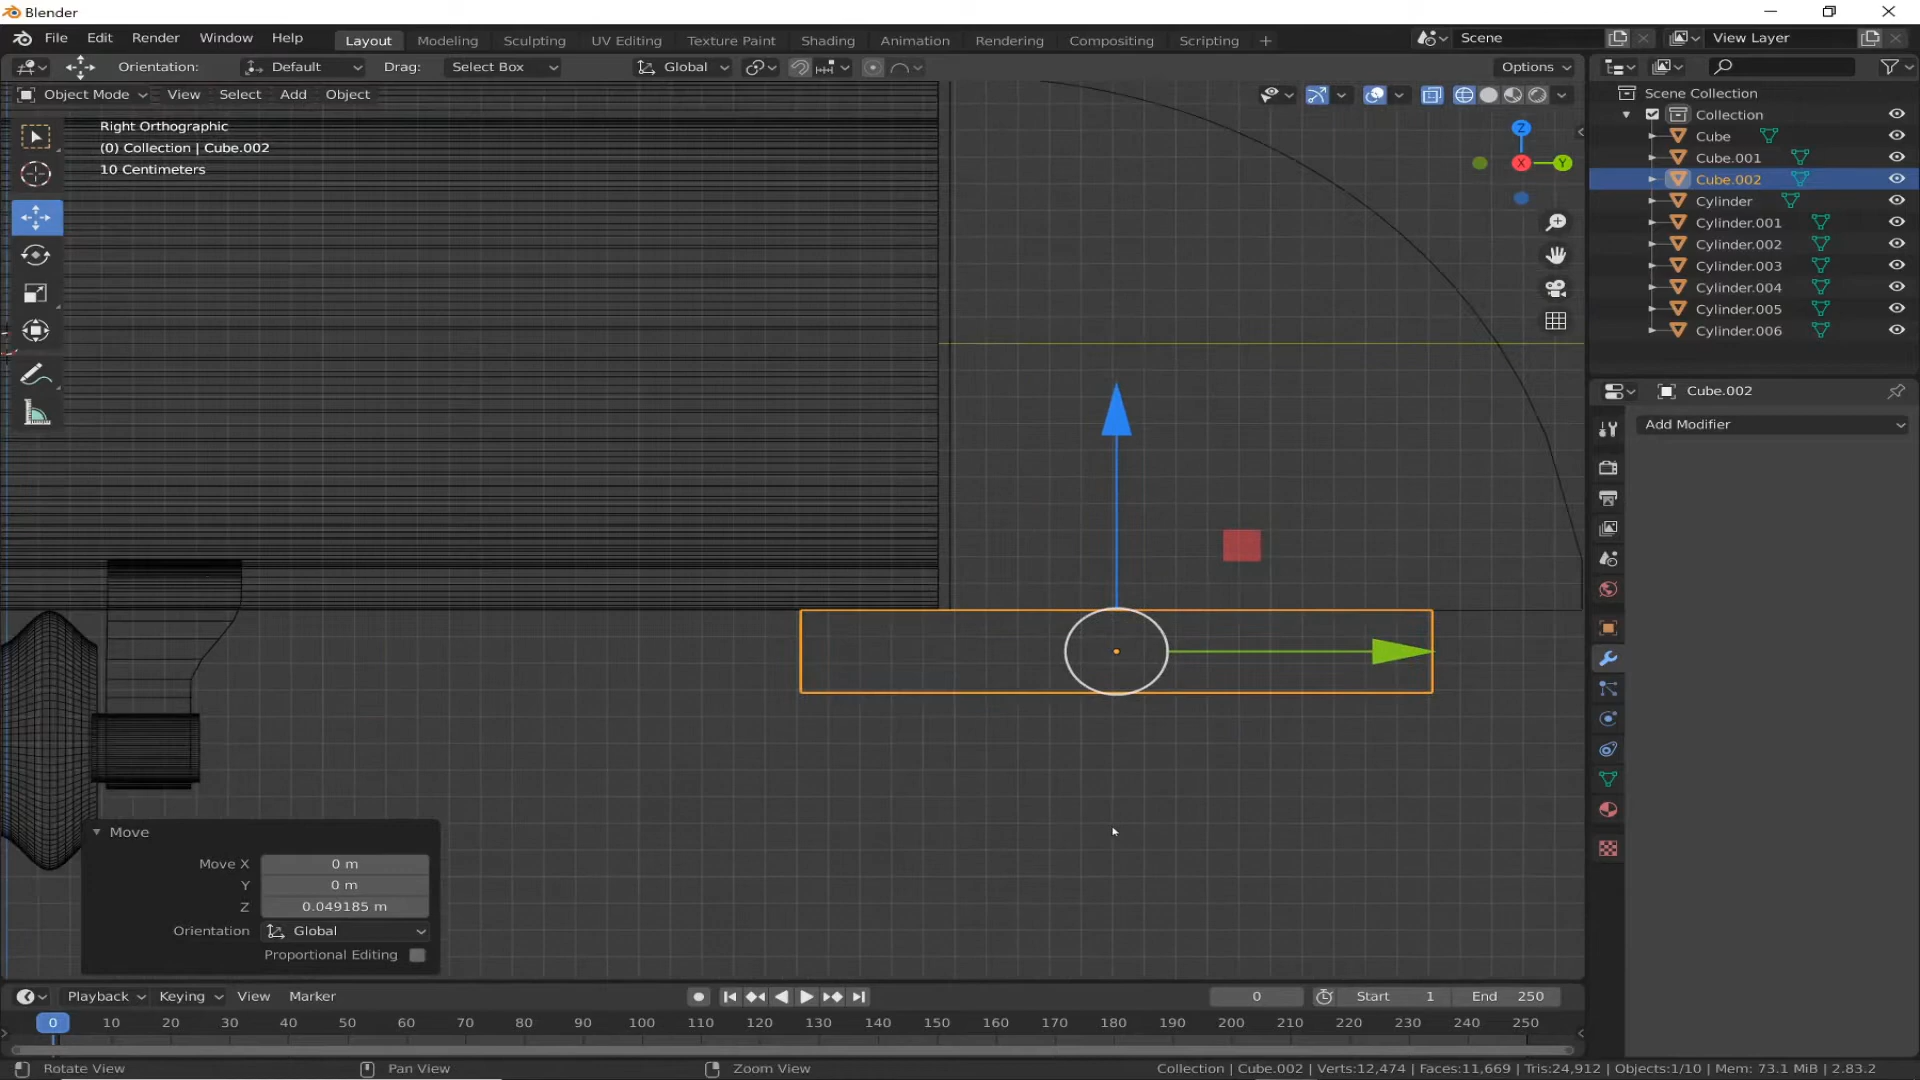 Blender
File Edit Render Window Help
Layout Modeling Sculpting UV Editing Texture Paint Shading Animation Rendering Compositing Scripting
Scene
View Layer
Orientation: Default Drag: Select Box Global Options
Object Mode View Select Add Object
Right Orthographic
(0) Collection | Cube.002
10 Centimeters
Z
X
Y
Scene Collection
Collection
Cube
Cube.001
Cube.002
Cylinder
Cylinder.001
Cylinder.002
Cylinder.003
Cylinder.004
Cylinder.005
Cylinder.006
Cube.002
Add Modifier
Move
Move X 0 m
Y 0 m
Z 0.049185 m
Orientation Global
Proportional Editing
Playback Keying View Marker
0 Start 1 End 250
0 10 20 30 40 50 60 70 80 90 100 110 120 130 140 150 160 170 180 190 200 210 220 230 240 250
Rotate View Pan View Zoom View
Collection | Cube.002 | Verts:12,474 | Faces:11,669 | Tris:24,912 | Objects:1/10 | Mem: 73.1 MiB | 2.83.2